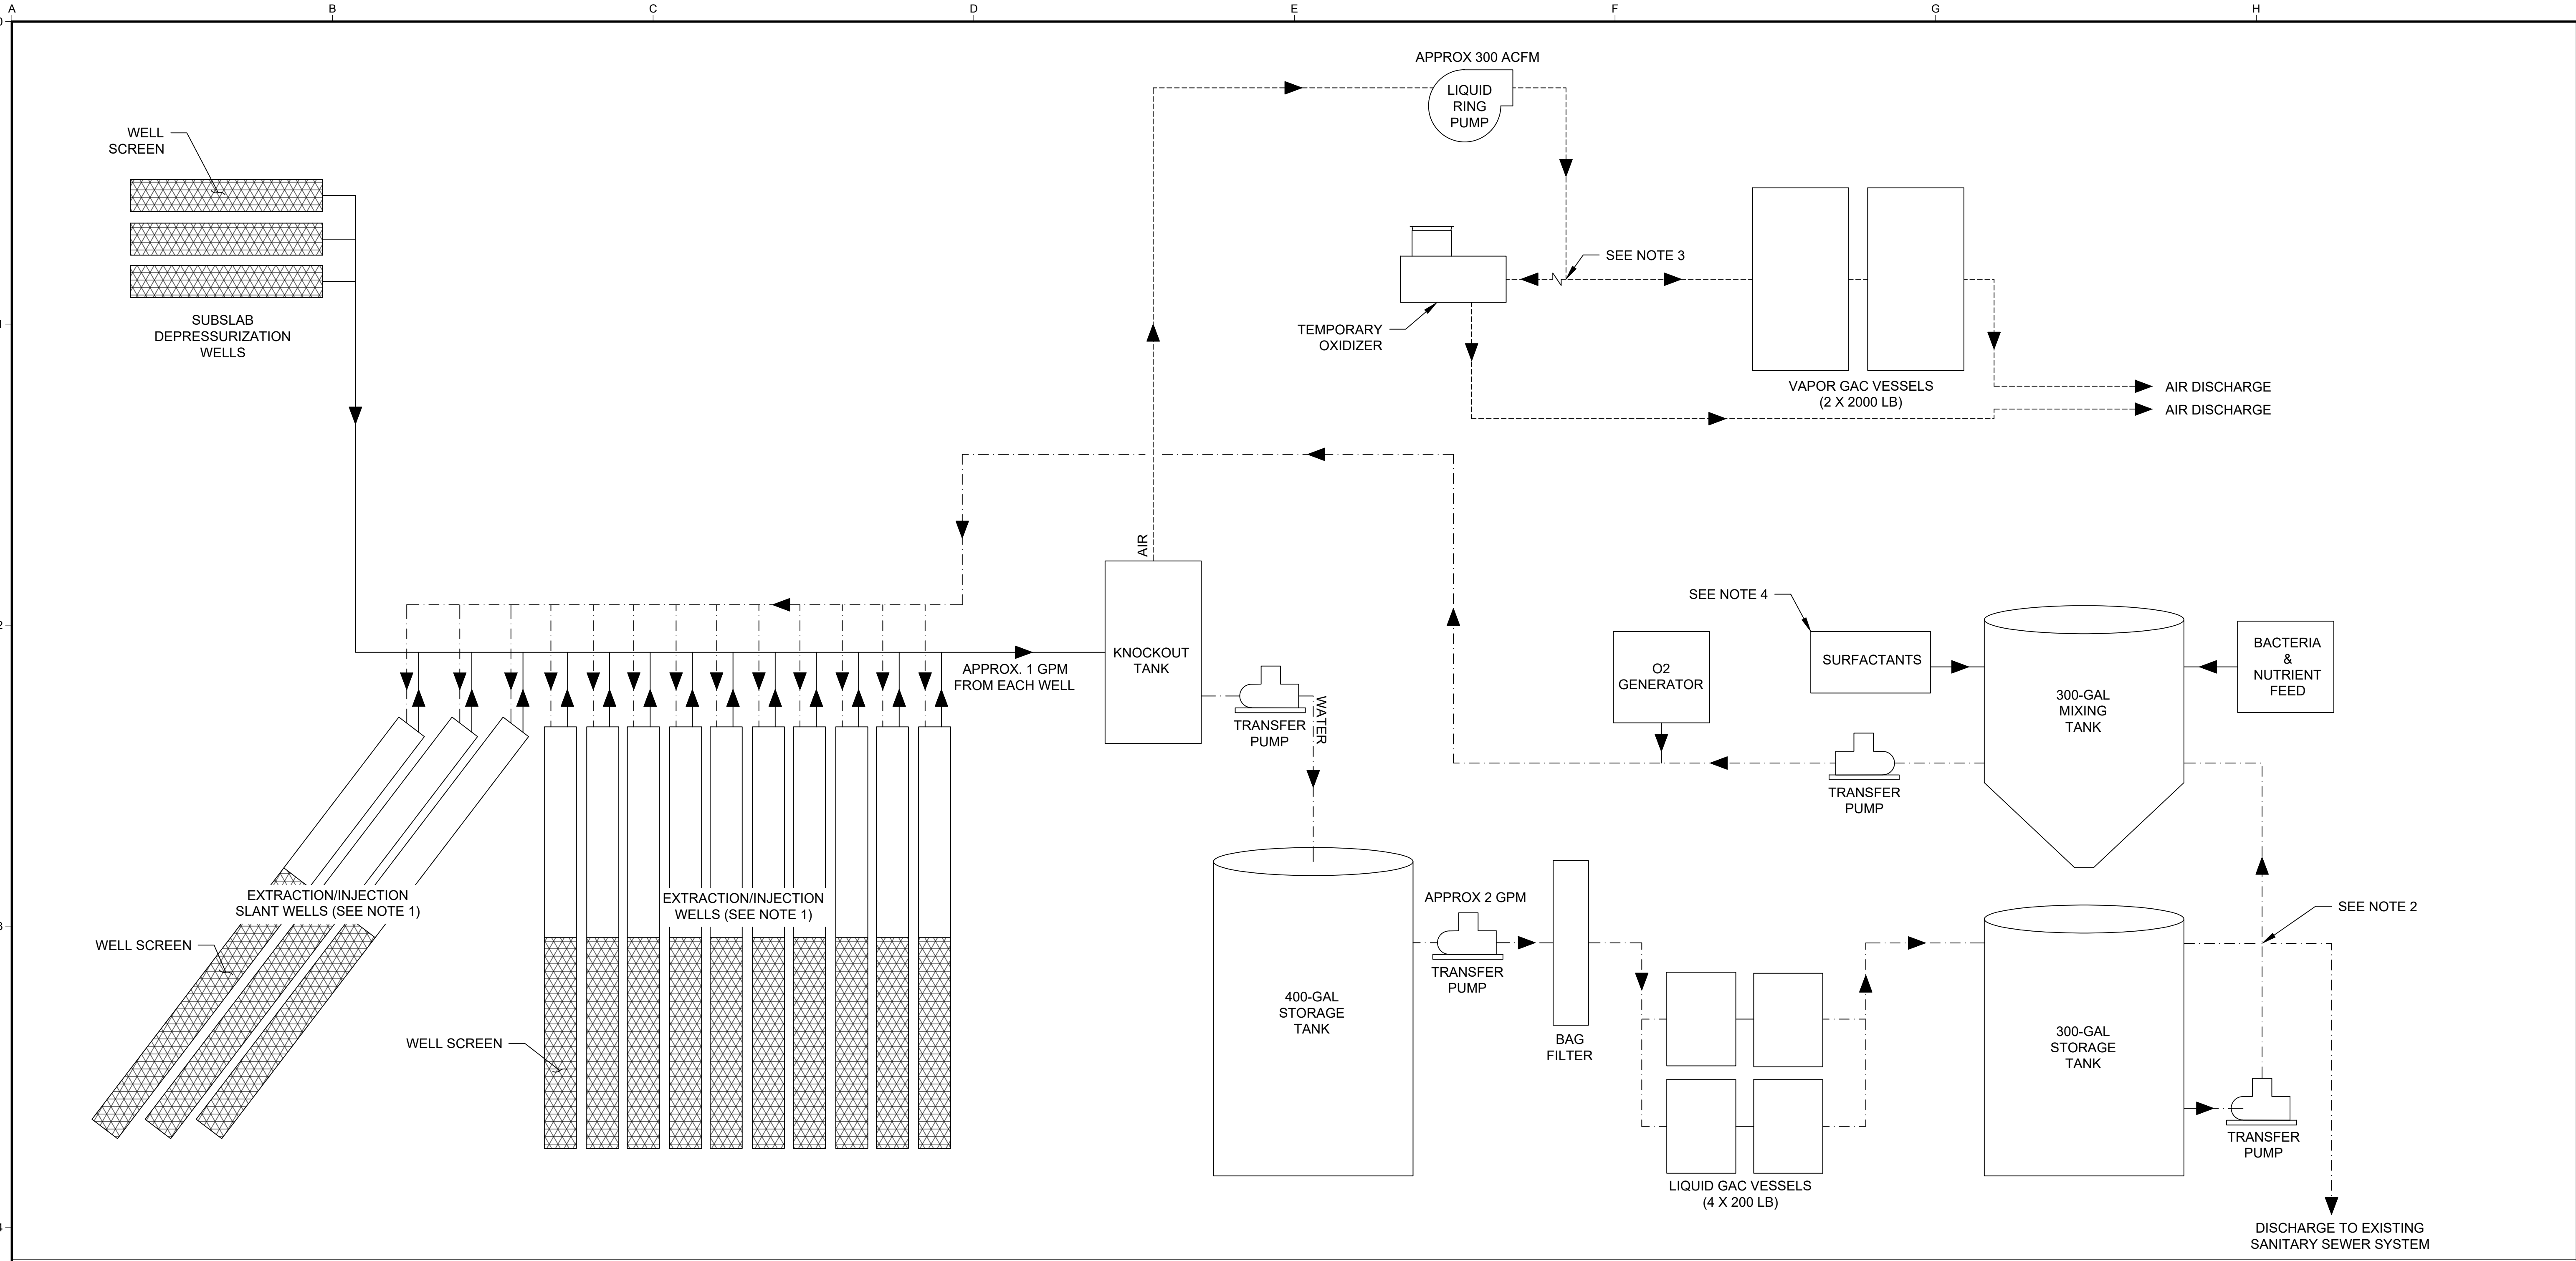 A
B
C
D
E
F
G
H
0
APPROX 300 ACFM
LIQUID
RING
PUMP
WELL
SCREEN
SEE NOTE 3
SUBSLAB
DEPRESSURIZATION
WELLS
1
TEMPORARY
OXIDIZER
VAPOR GAC VESSELS
(2 X 2000 LB)
AIR DISCHARGE
AIR DISCHARGE
AIR
SEE NOTE 4
2
KNOCKOUT
TANK
APPROX. 1 GPM
FROM EACH WELL
TRANSFER
PUMP
WATER
O2
GENERATOR
SURFACTANTS
300-GAL
MIXING
TANK
BACTERIA
&
NUTRIENT
FEED
TRANSFER
PUMP
EXTRACTION/INJECTION
SLANT WELLS (SEE NOTE 1)
EXTRACTION/INJECTION
WELLS (SEE NOTE 1)
APPROX 2 GPM
SEE NOTE 2
3
WELL SCREEN
TRANSFER
PUMP
400-GAL
STORAGE
TANK
WELL SCREEN
BAG
FILTER
300-GAL
STORAGE
TANK
TRANSFER
PUMP
LIQUID GAC VESSELS
(4 X 200 LB)
4
DISCHARGE TO EXISTING
SANITARY SEWER SYSTEM